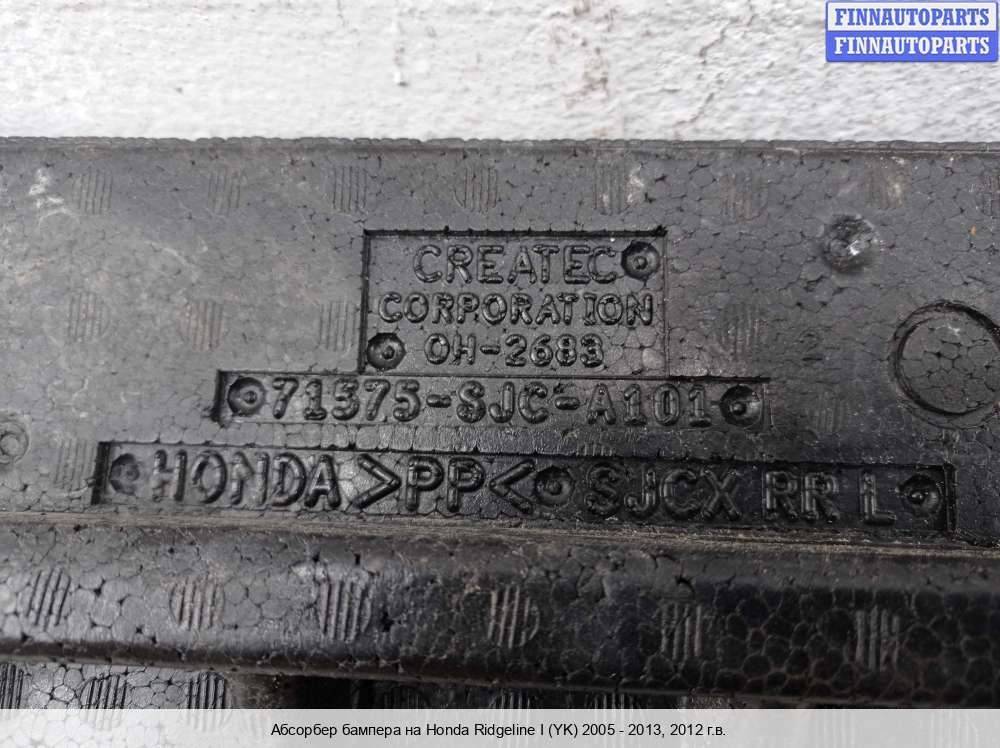 FINNAUTOPARTS
FINNAUTOPARTS
CREATEC
CORPORATION
OH-2683
71575-SJC-A101
HONDA >PP< SJCX RR L
2
Абсорбер бампера на Honda Ridgeline I (YK) 2005 - 2013, 2012 г.в.